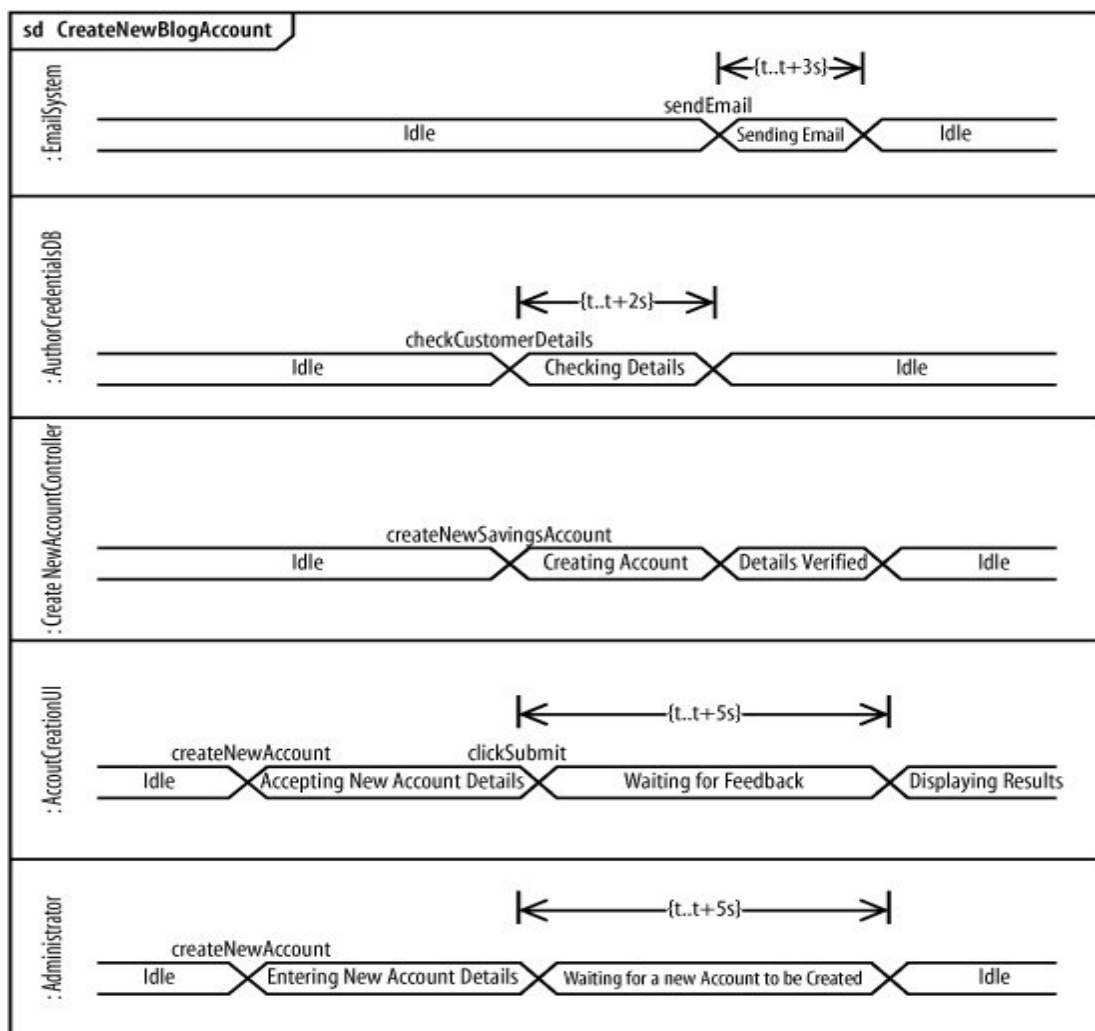 sd CreateNewBlogAccount
: EmailSystem
{t..t+3s}
sendEmail
Idle Sending Email Idle
: AuthorCredentialsDB
{t..t+2s}
checkCustomerDetails
Idle Checking Details Idle
: Create NewAccountController
createNewSavingsAccount
Idle Creating Account Details Verified Idle
: AccoutCreationUI
{t..t+5s}
createNewAccount clickSubmit
Idle Accepting New Account Details Waiting for Feedback Displaying Results
: Administrator
{t..t+5s}
createNewAccount
Idle Entering New Account Details Waiting for a new Account to be Created Idle